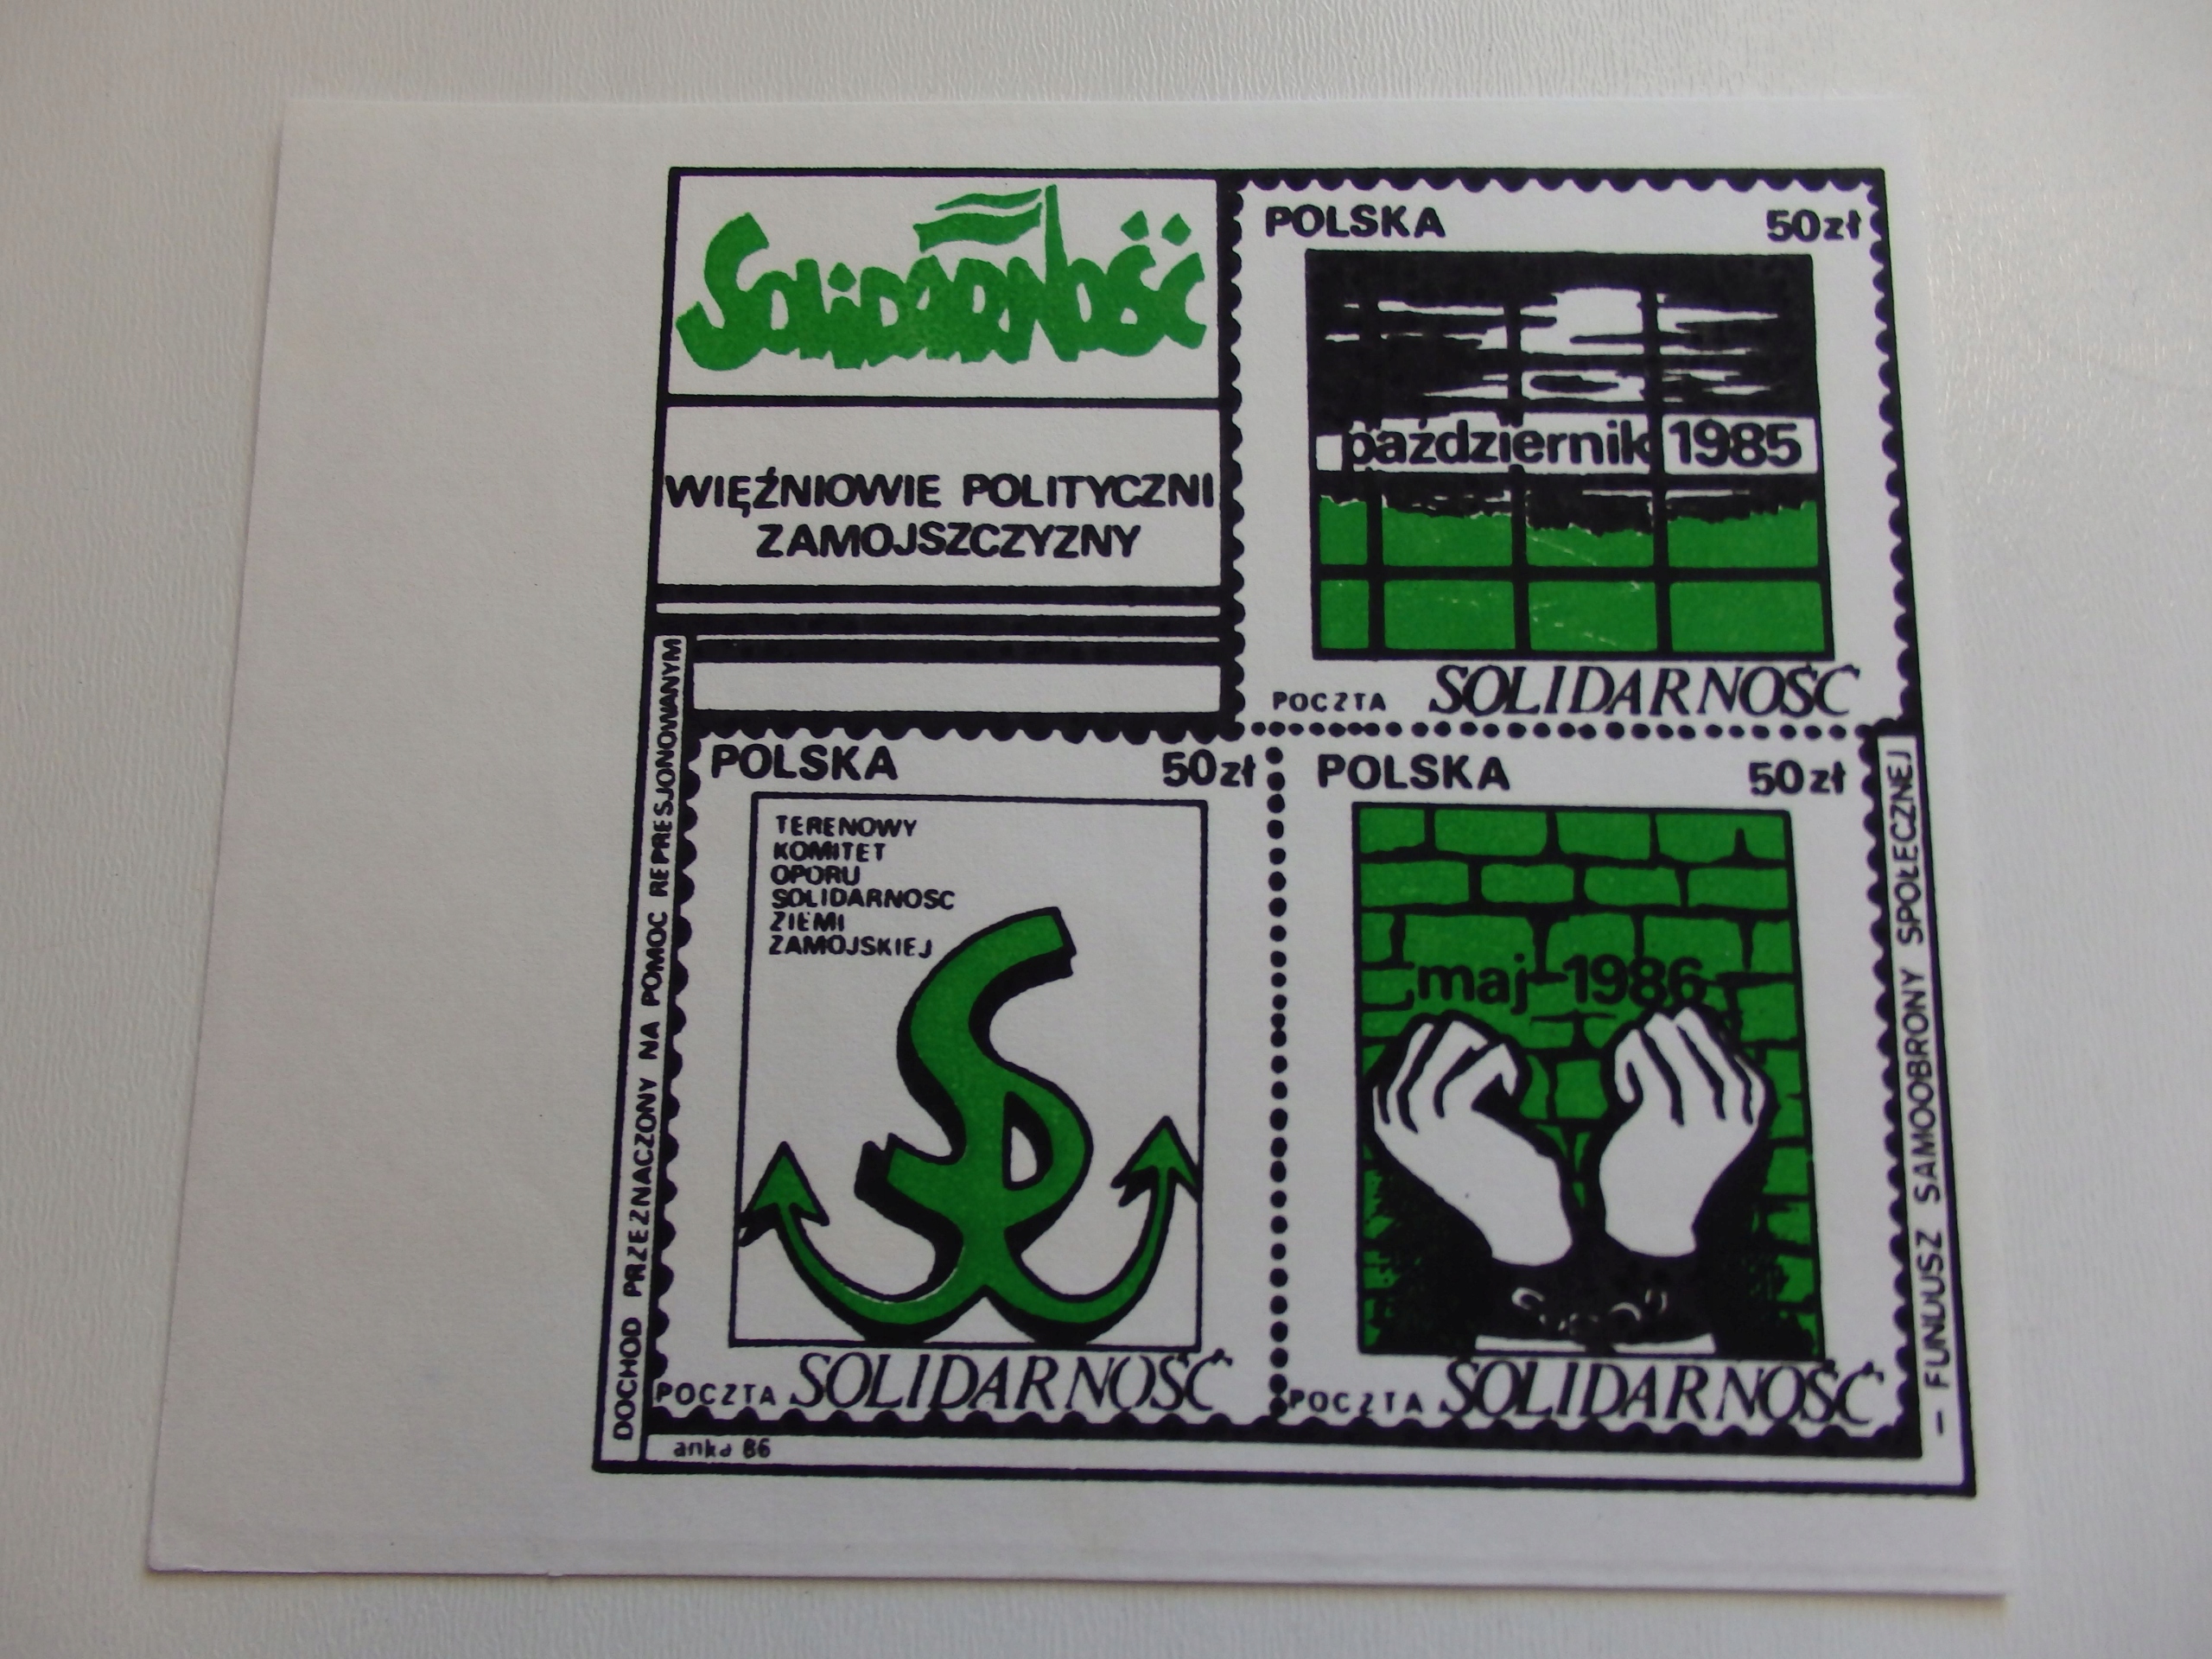 SOLIDARNOŚĆ
WIĘŹNIOWIE POLITYCZNI
ZAMOJSZCZYZNY
POLSKA 50zł
październik 1985
POCZTA SOLIDARNOŚĆ
POLSKA 50zł
TERENOWY
KOMITET
OPORU
SOLIDARNOSC
ZIEMI
ZAMOJSKIEJ
POCZTA SOLIDARNOŚĆ
POLSKA 50zł
maj 1986
POCZTA SOLIDARNOŚĆ
DOCHOD PRZEZNACZONY NA POMOC REPRESJONOWANYM
– FUNDUSZ SAMOOBRONY SPOŁECZNEJ
anka 86